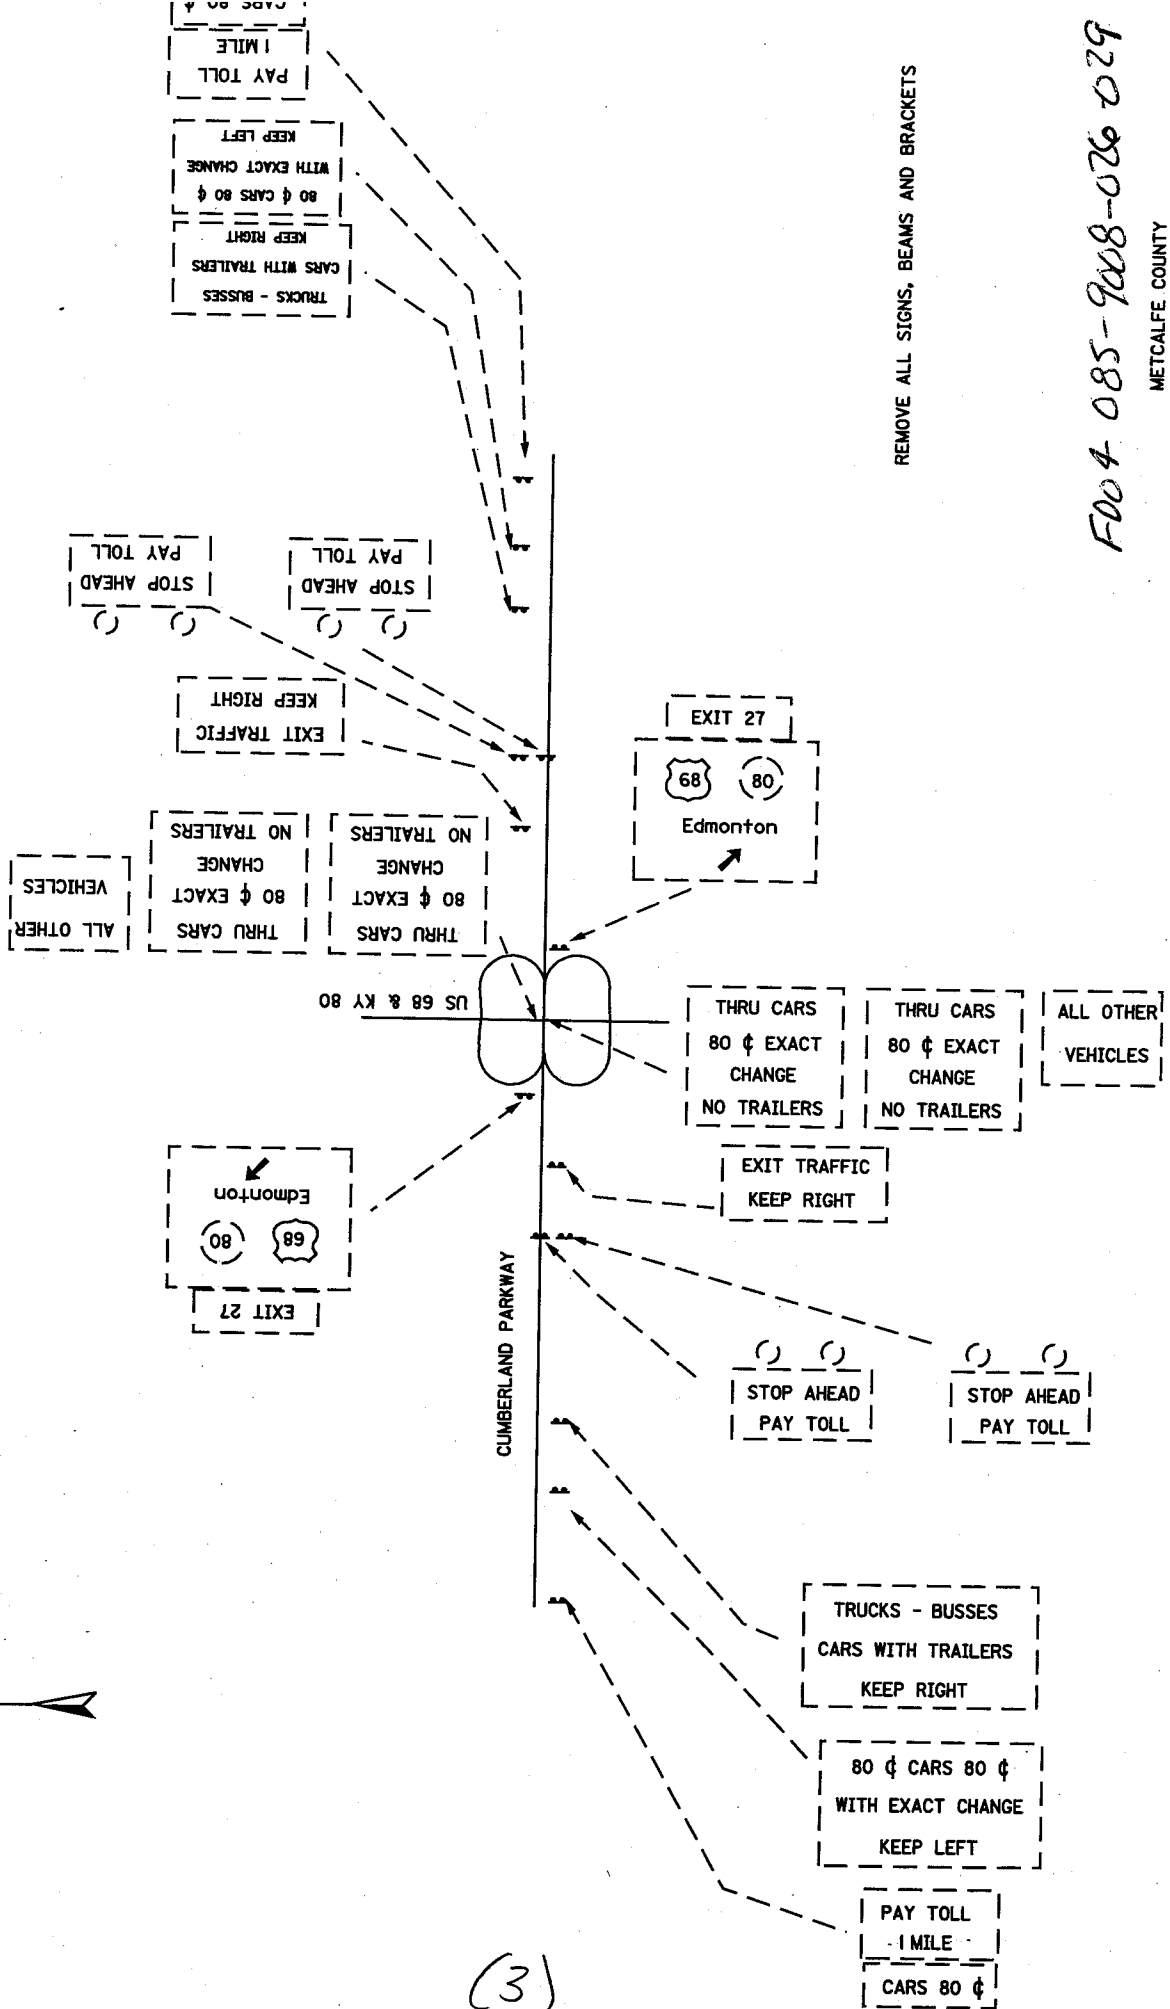 CARS 80 ¢
1 MILE
PAY TOLL
KEEP LEFT
WITH EXACT CHANGE
80 ¢ CARS 80 ¢
KEEP RIGHT
CARS WITH TRAILERS
TRUCKS - BUSSES
REMOVE ALL SIGNS, BEAMS AND BRACKETS
F004 085-9008-026-029
METCALFE COUNTY
STOP AHEAD
PAY TOLL
STOP AHEAD
PAY TOLL
EXIT TRAFFIC
KEEP RIGHT
EXIT 27
68 80
Edmonton
THRU CARS
80 ¢ EXACT
CHANGE
NO TRAILERS
THRU CARS
80 ¢ EXACT
CHANGE
NO TRAILERS
ALL OTHER
VEHICLES
US 68 & KY 80
THRU CARS
80 ¢ EXACT
CHANGE
NO TRAILERS
THRU CARS
80 ¢ EXACT
CHANGE
NO TRAILERS
ALL OTHER
VEHICLES
EXIT TRAFFIC
KEEP RIGHT
EXIT 27
68 80
Edmonton
CUMBERLAND PARKWAY
STOP AHEAD
PAY TOLL
STOP AHEAD
PAY TOLL
TRUCKS - BUSSES
CARS WITH TRAILERS
KEEP RIGHT
80 ¢ CARS 80 ¢
WITH EXACT CHANGE
KEEP LEFT
PAY TOLL
1 MILE
CARS 80 ¢
(3)